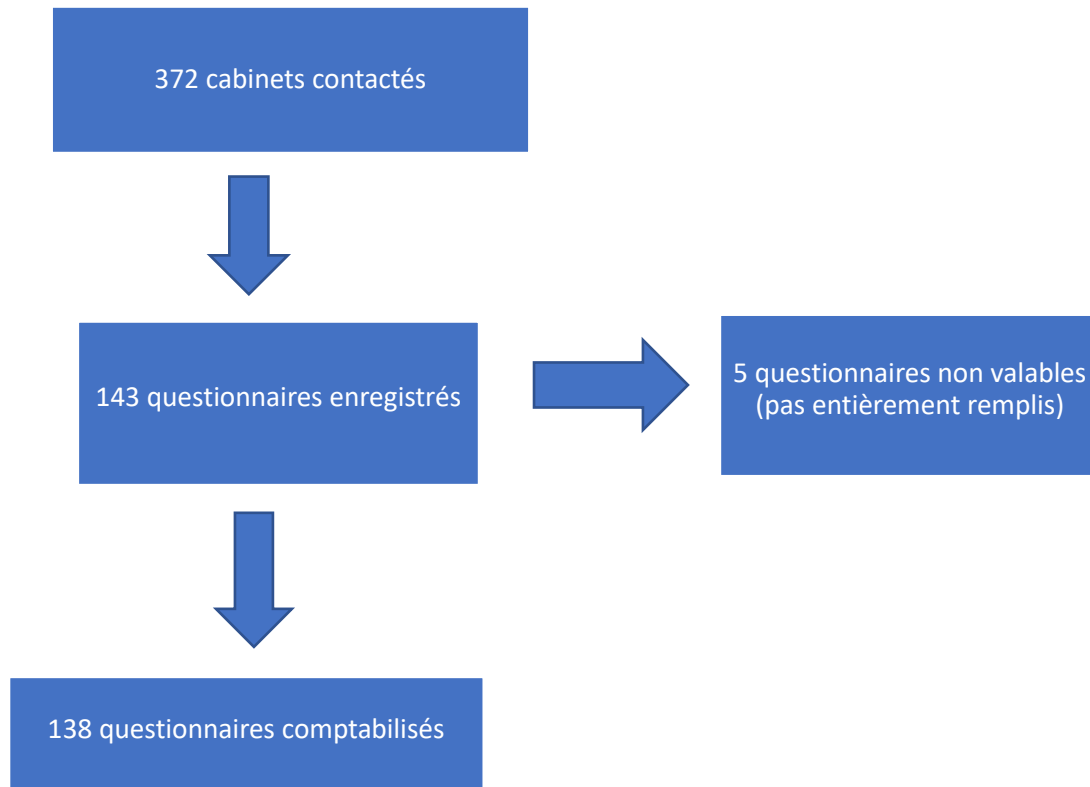 372 cabinets contactés
143 questionnaires enregistrés
5 questionnaires non valables
(pas entièrement remplis)
138 questionnaires comptabilisés